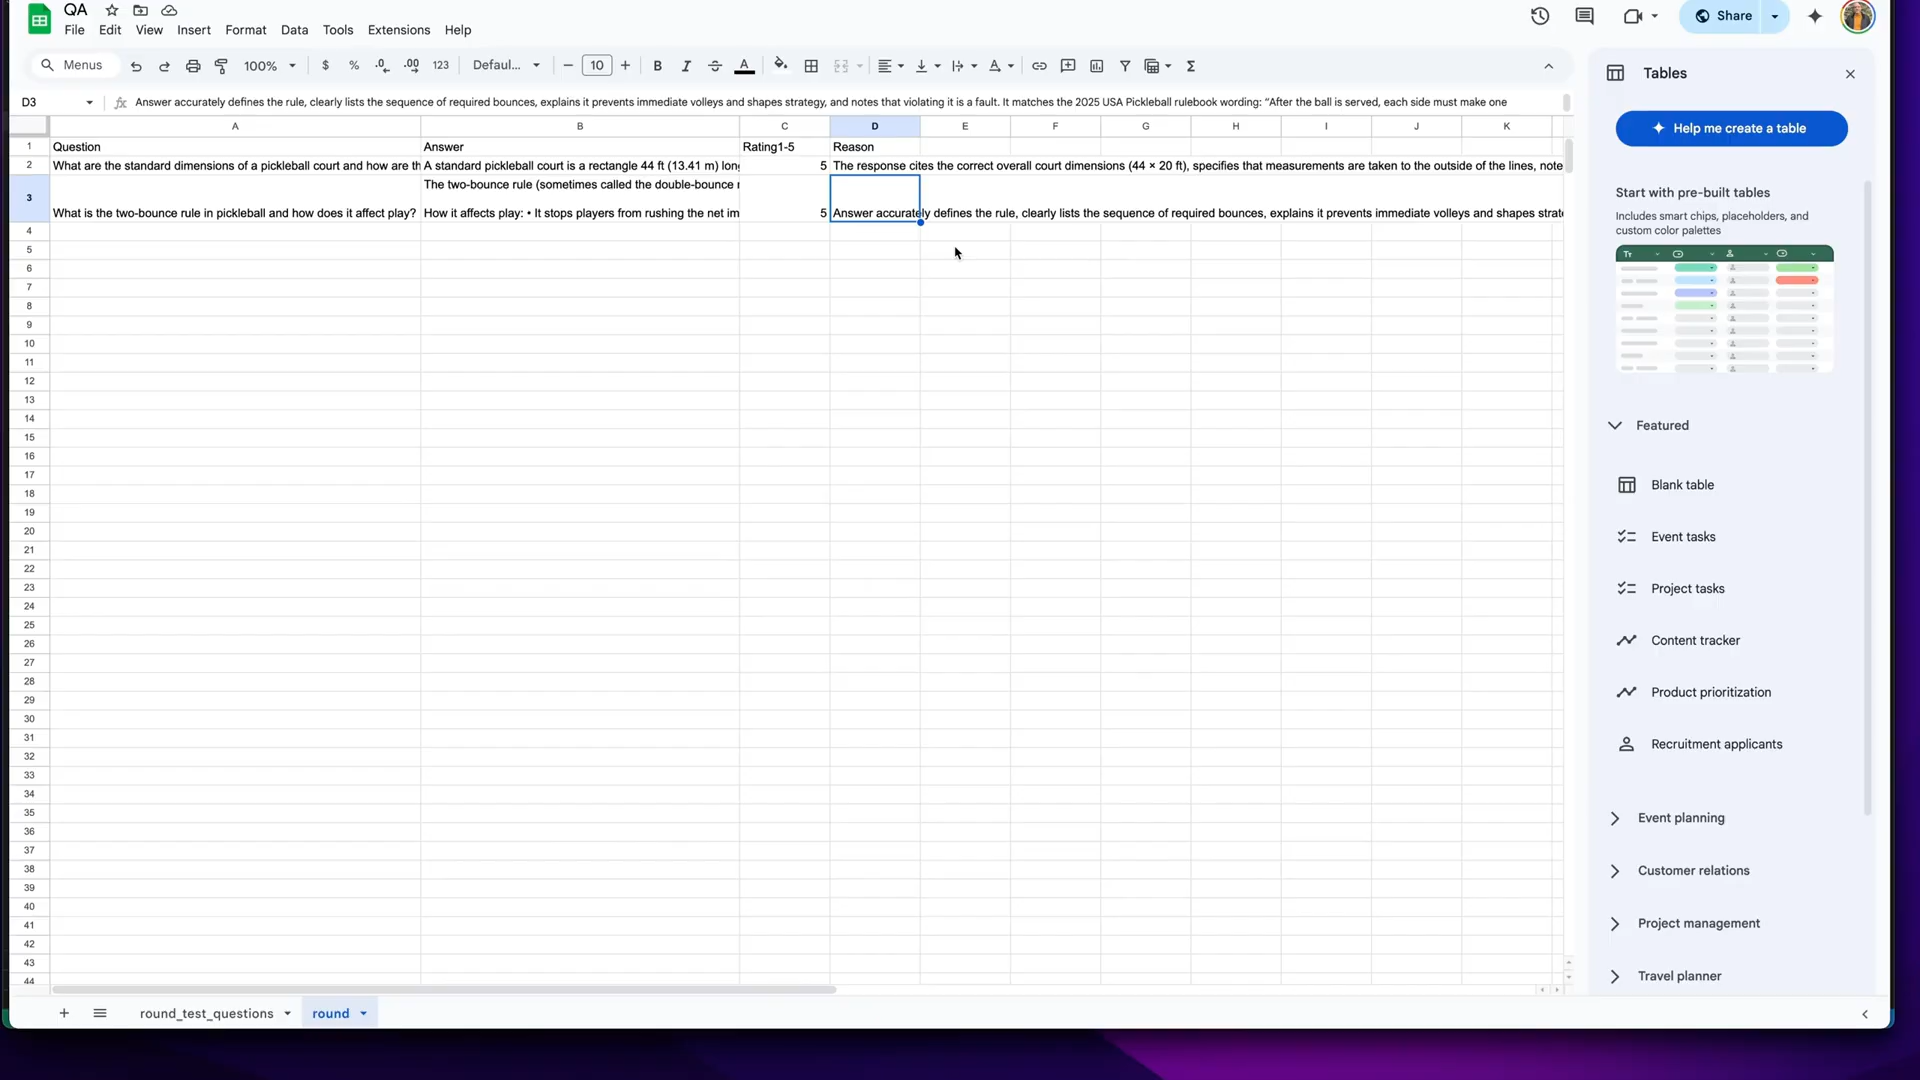 QA
File Edit View Insert Format Data Tools Extensions Help
Share
Menus 100% $ % .0 .00 123 Defaul... 10 B I A
D3 fx Answer accurately defines the rule, clearly lists the sequence of required bounces, explains it prevents immediate volleys and shapes strategy, and notes that violating it is a fault. It matches the 2025 USA Pickleball rulebook wording: “After the ball is served, each side must make one
A B C D E F G H I J K
1 Question Answer Rating1-5 Reason
2 What are the standard dimensions of a pickleball court and how are th A standard pickleball court is a rectangle 44 ft (13.41 m) long 5 The response cites the correct overall court dimensions (44 × 20 ft), specifies that measurements are taken to the outside of the lines, note
The two-bounce rule (sometimes called the double-bounce r
3
What is the two-bounce rule in pickleball and how does it affect play? How it affects play: • It stops players from rushing the net im 5 Answer accurately defines the rule, clearly lists the sequence of required bounces, explains it prevents immediate volleys and shapes strate
4
5
6
7
8
9
10
11
12
13
14
15
16
17
18
19
20
21
22
23
24
25
26
27
28
29
30
31
32
33
34
35
36
37
38
39
40
41
42
43
44
round_test_questions round
Tables
Help me create a table
Start with pre-built tables
Includes smart chips, placeholders, and
custom color palettes
Tт
Featured
Blank table
Event tasks
Project tasks
Content tracker
Product prioritization
Recruitment applicants
Event planning
Customer relations
Project management
Travel planner